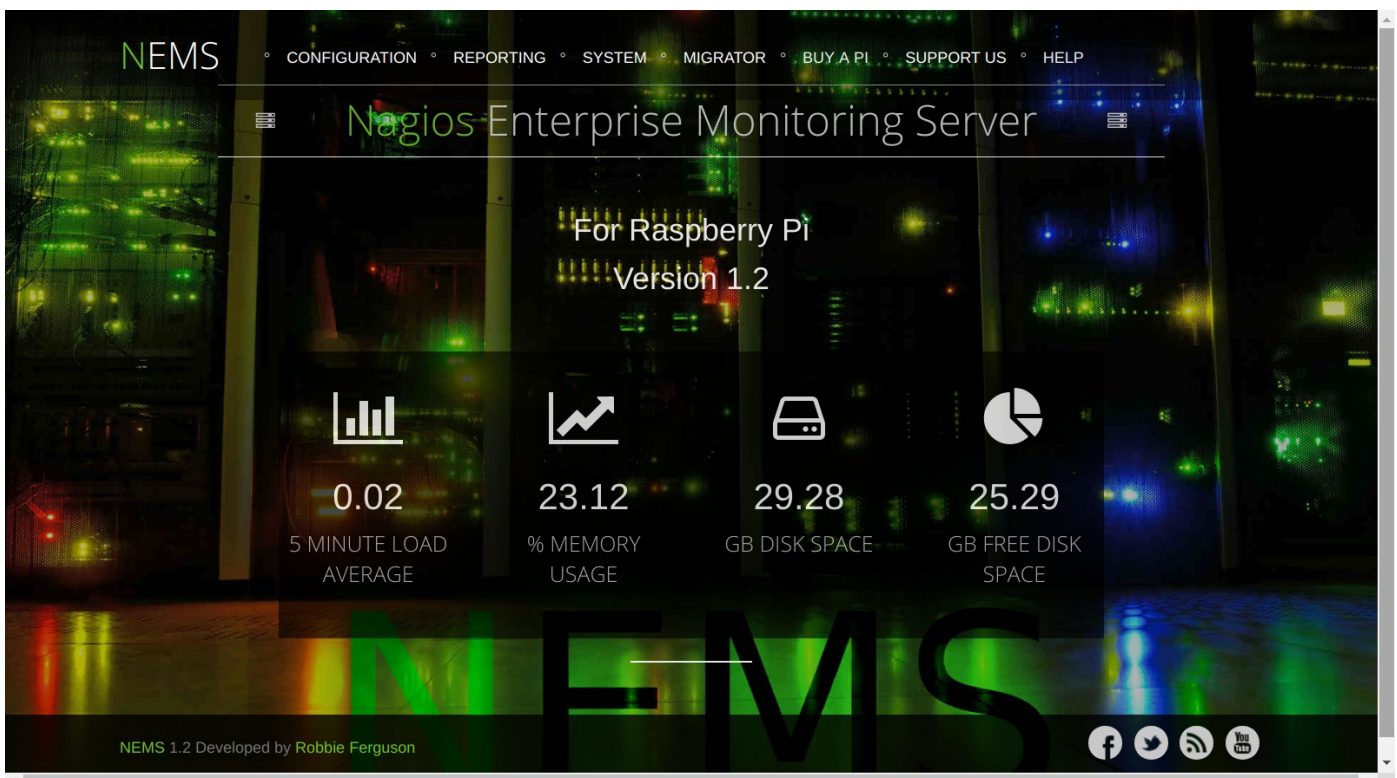 NEMS
CONFIGURATION REPORTING SYSTEM MIGRATOR BUY A PI SUPPORT US HELP
Nagios Enterprise Monitoring Server
For Raspberry Pi
Version 1.2
0.02 23.12 29.28 25.29
5 MINUTE LOAD AVERAGE
% MEMORY USAGE
GB DISK SPACE
GB FREE DISK SPACE
NEMS
NEMS 1.2 Developed by Robbie Ferguson
You
Tube